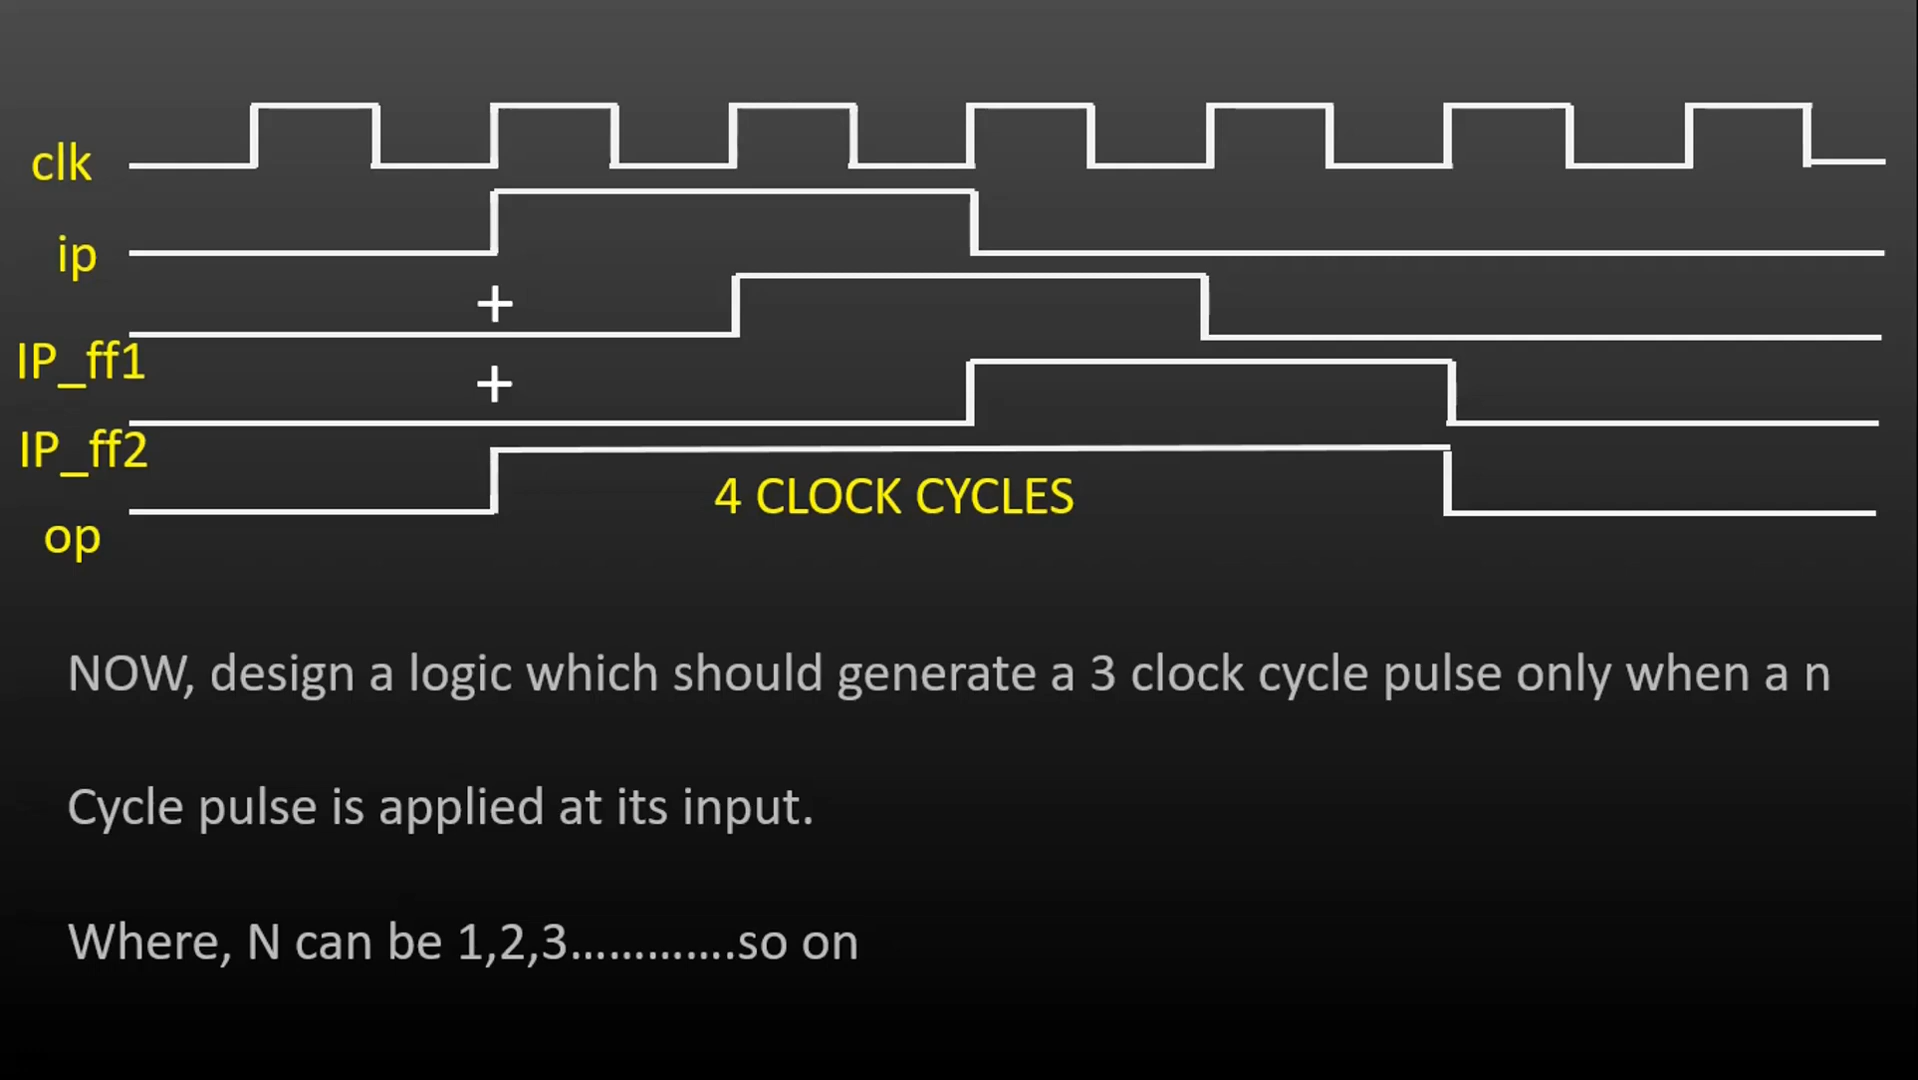 clk
ip
+
IP_ff1
+
IP_ff2
4 CLOCK CYCLES
op
NOW, design a logic which should generate a 3 clock cycle pulse only when a n
Cycle pulse is applied at its input.
Where, N can be 1,2,3.............so on